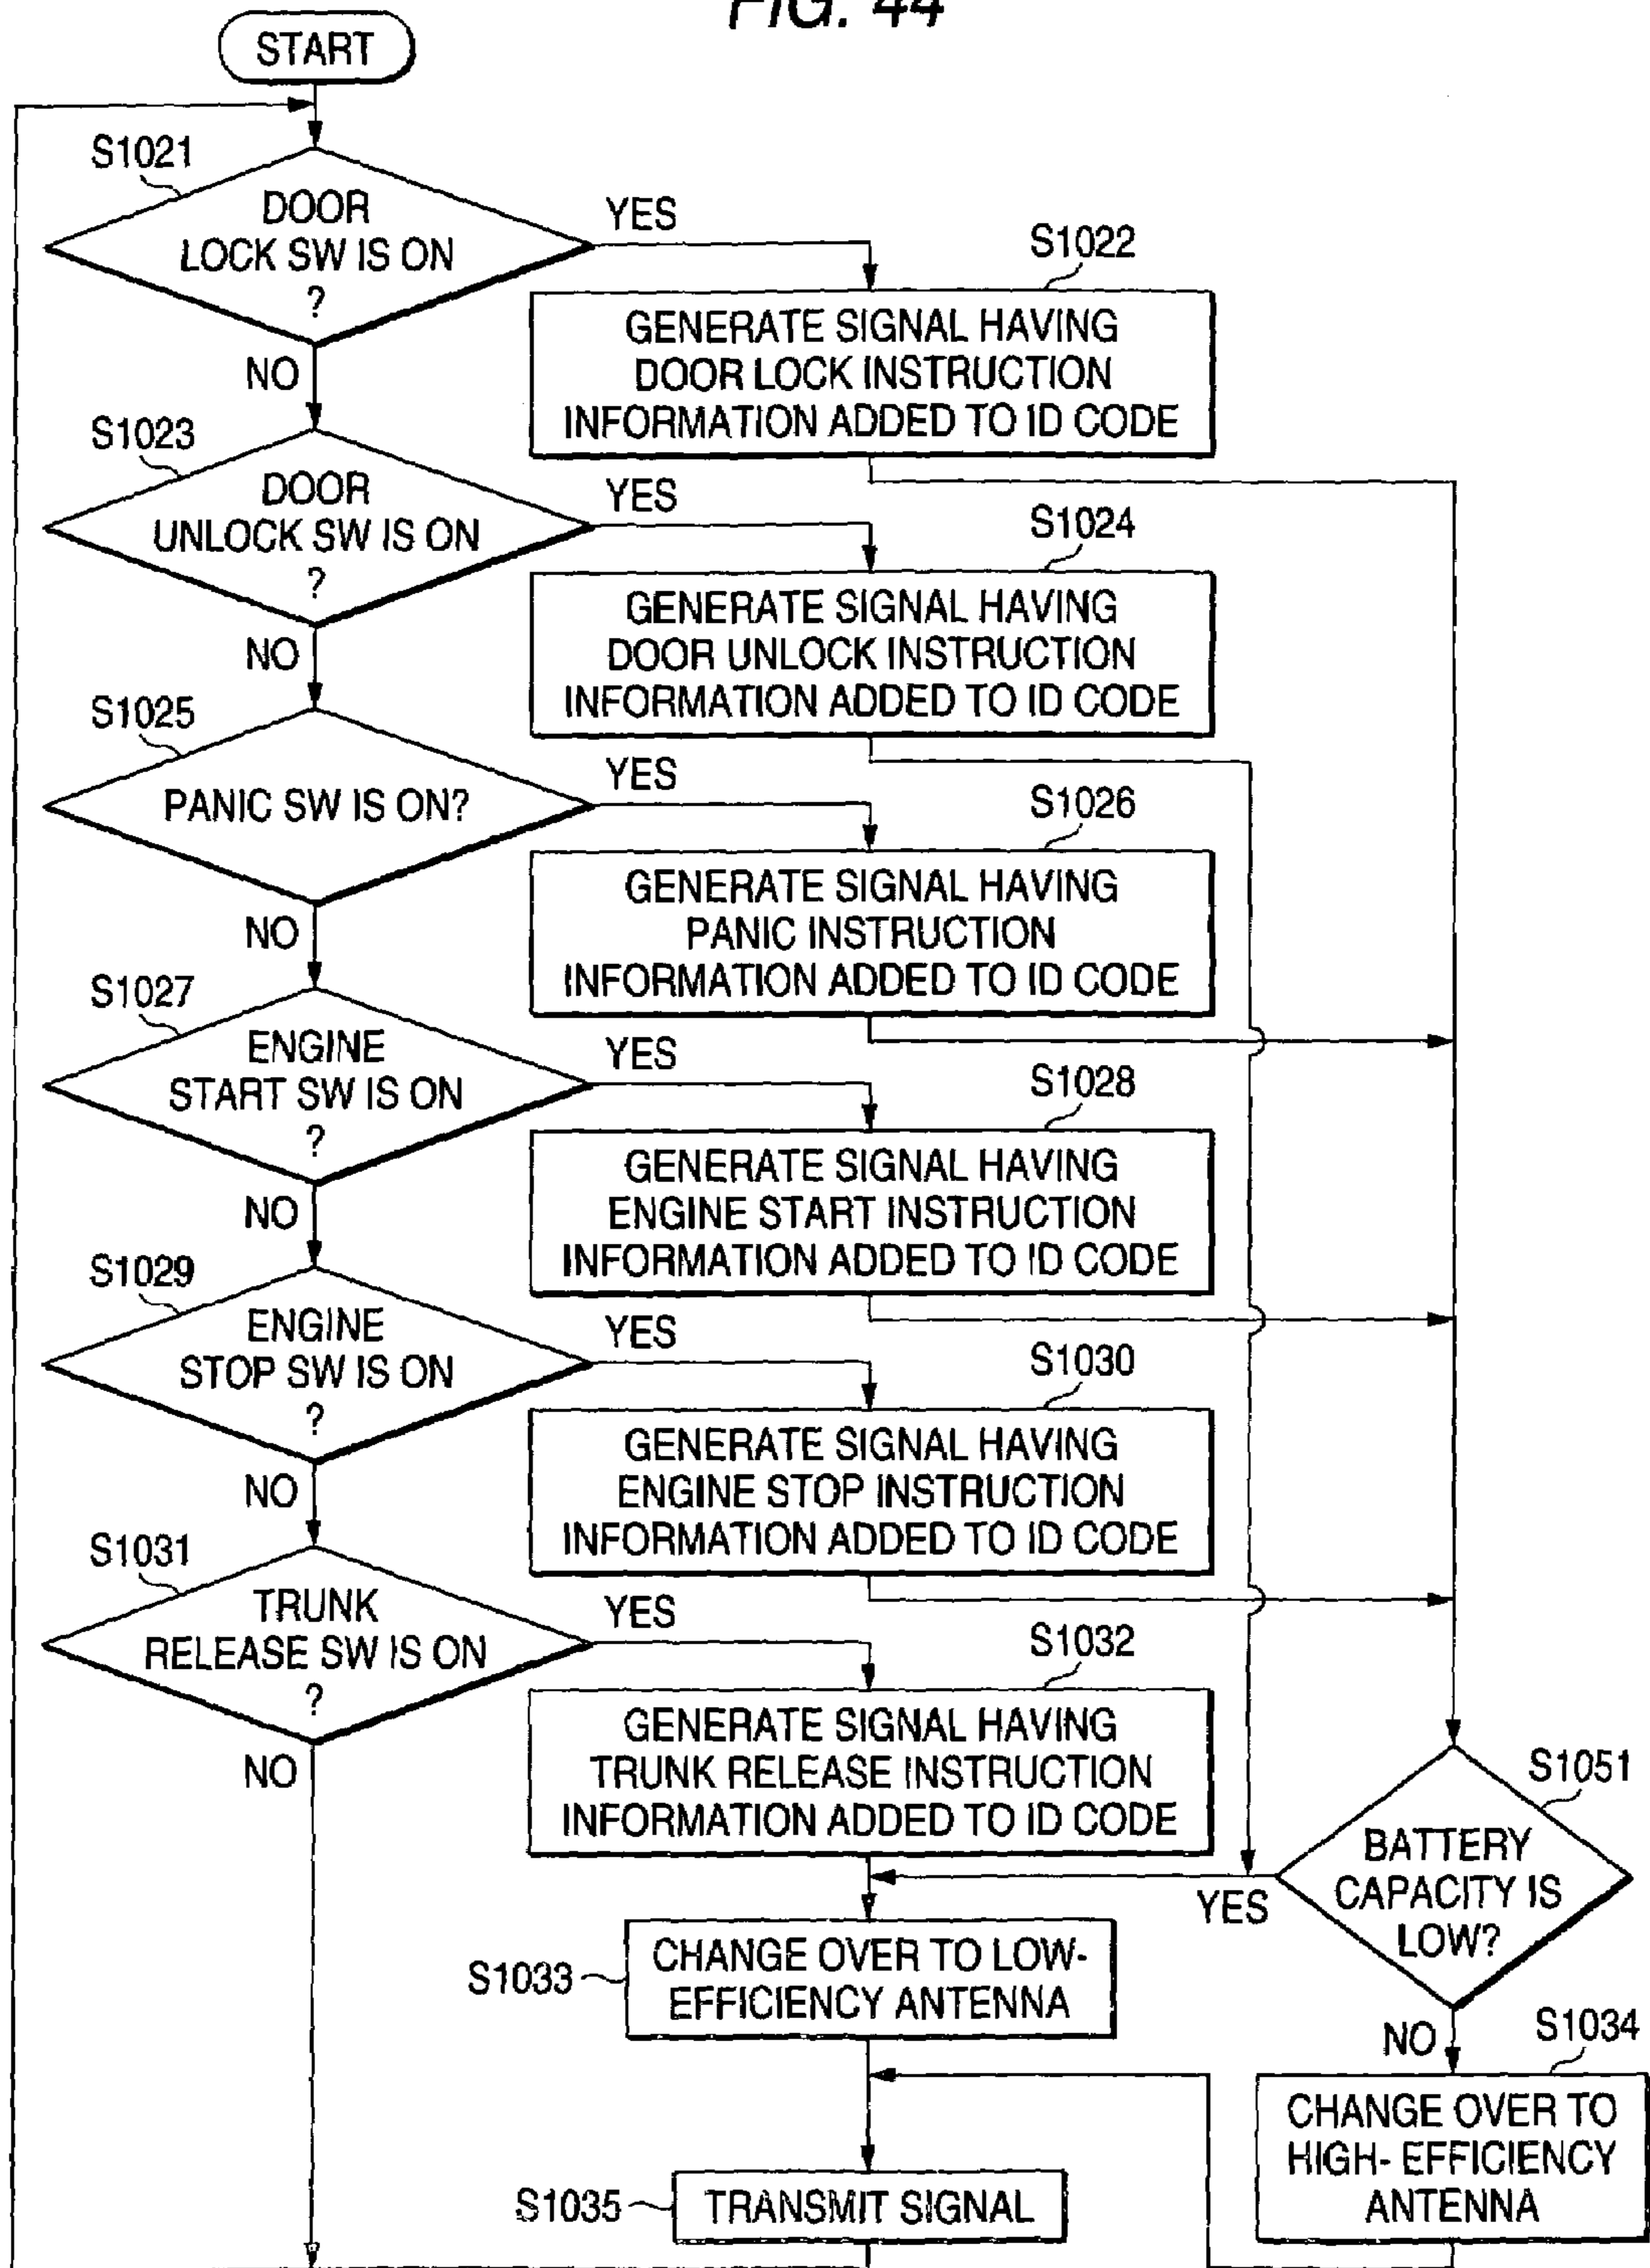 FIG. 44
START
S1021
DOOR
LOCK SW IS ON
?
YES
NO
S1022
GENERATE SIGNAL HAVING
DOOR LOCK INSTRUCTION
INFORMATION ADDED TO ID CODE
S1023
DOOR
UNLOCK SW IS ON
?
YES
NO
S1024
GENERATE SIGNAL HAVING
DOOR UNLOCK INSTRUCTION
INFORMATION ADDED TO ID CODE
S1025
PANIC SW IS ON?
YES
NO
S1026
GENERATE SIGNAL HAVING
PANIC INSTRUCTION
INFORMATION ADDED TO ID CODE
S1027
ENGINE
START SW IS ON
?
YES
NO
S1028
GENERATE SIGNAL HAVING
ENGINE START INSTRUCTION
INFORMATION ADDED TO ID CODE
S1029
ENGINE
STOP SW IS ON
?
YES
NO
S1030
GENERATE SIGNAL HAVING
ENGINE STOP INSTRUCTION
INFORMATION ADDED TO ID CODE
S1031
TRUNK
RELEASE SW IS ON
?
YES
NO
S1032
GENERATE SIGNAL HAVING
TRUNK RELEASE INSTRUCTION
INFORMATION ADDED TO ID CODE
S1051
BATTERY
CAPACITY IS
LOW?
YES
NO
S1033
CHANGE OVER TO LOW-
EFFICIENCY ANTENNA
S1034
CHANGE OVER TO
HIGH- EFFICIENCY
ANTENNA
S1035
TRANSMIT SIGNAL